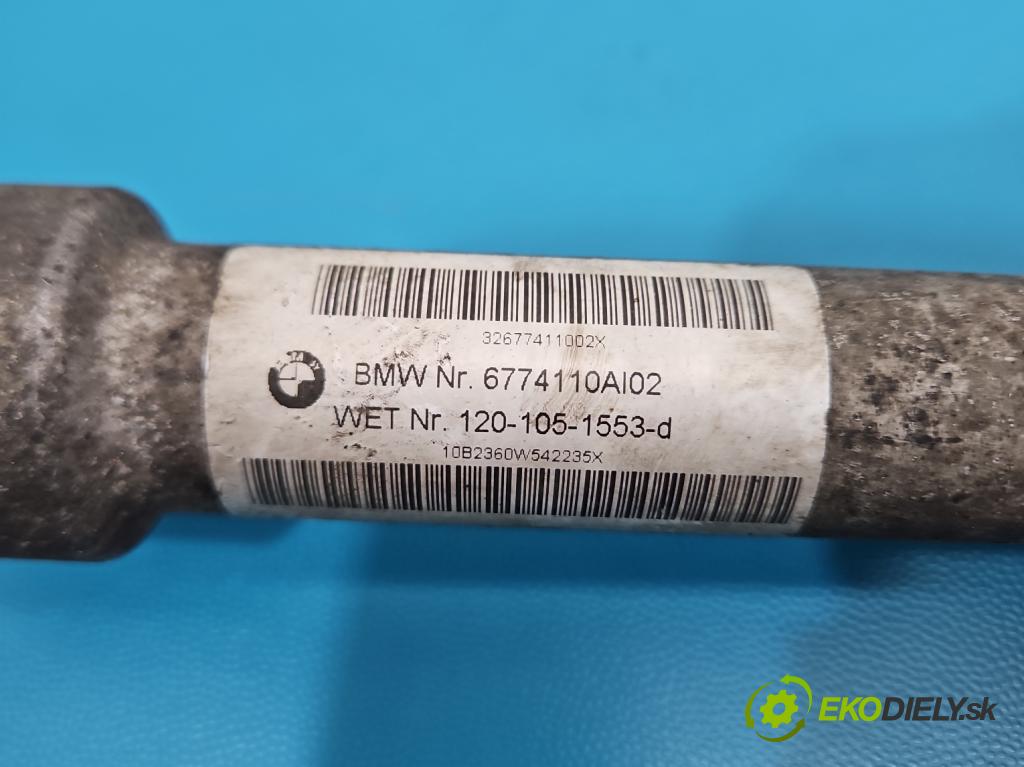 32677411002X
BMW Nr. 6774110AI02
WET Nr. 120-105-1553-d
10B2360W542235X
EKODIELY.sk